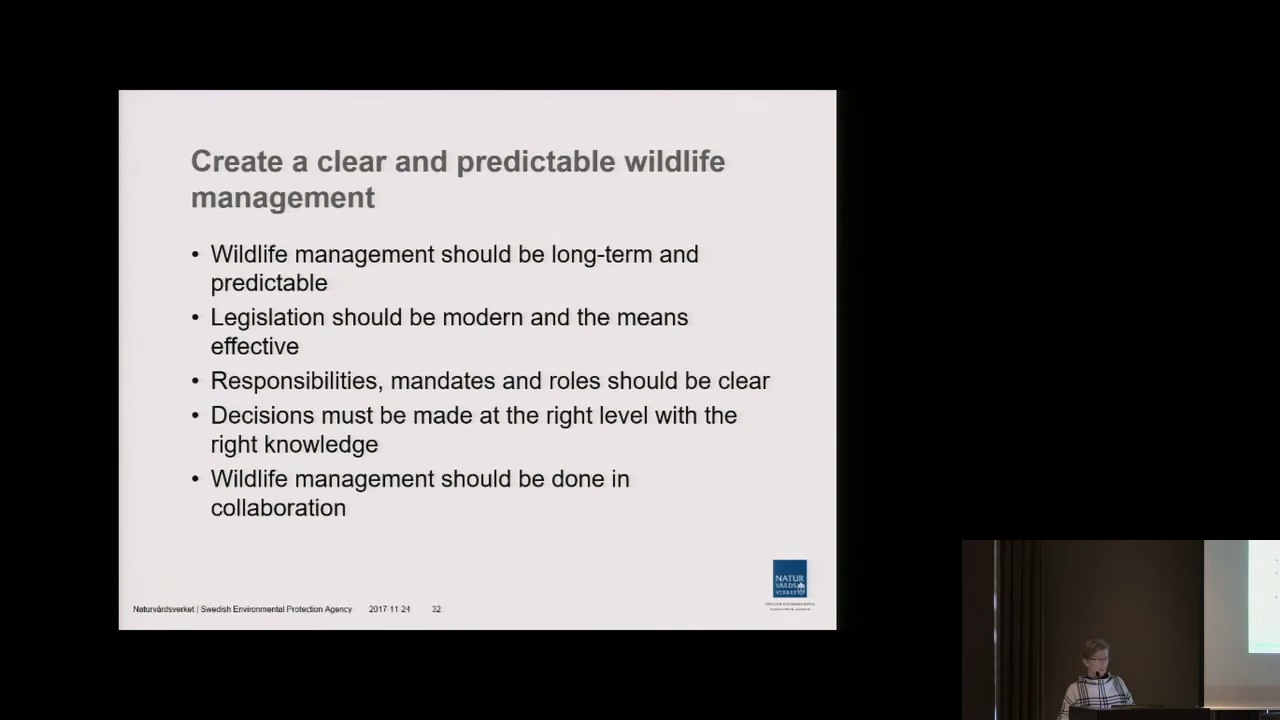 Create a clear and predictable wildlife
management
• Wildlife management should be long-term and
predictable
• Legislation should be modern and the means
effective
• Responsibilities, mandates and roles should be clear
• Decisions must be made at the right level with the
right knowledge
• Wildlife management should be done in
collaboration
NATUR
VÅRDS
VERKET
Naturvårdsverket | Swedish Environmental Protection Agency 2017-11-24 32